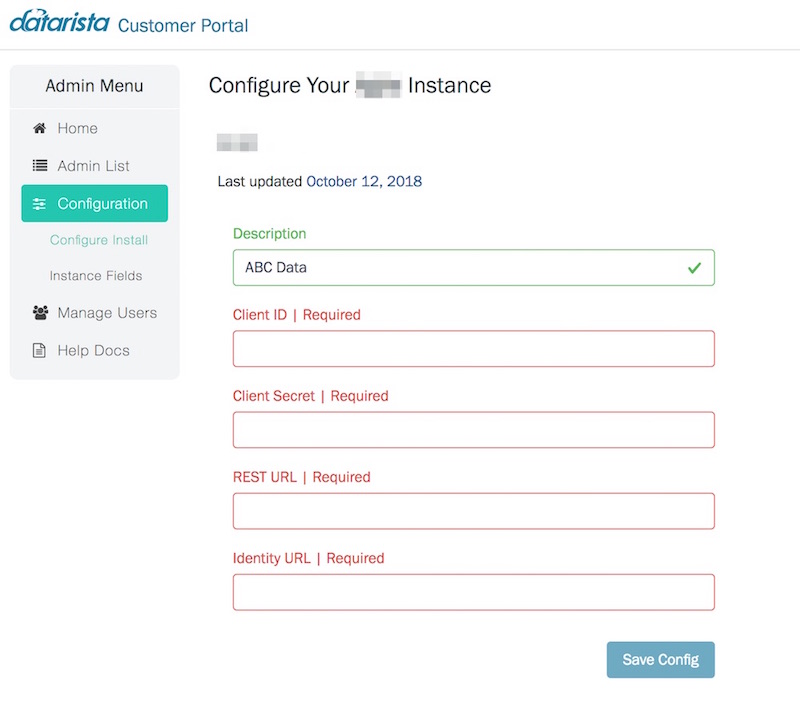 datarista Customer Portal
Admin Menu
Home
Admin List
Configuration
Configure Install
Instance Fields
Manage Users
Help Docs
Configure Your Instance
Last updated October 12, 2018
Description
ABC Data
Client ID | Required
Client Secret | Required
REST URL | Required
Identity URL | Required
Save Config